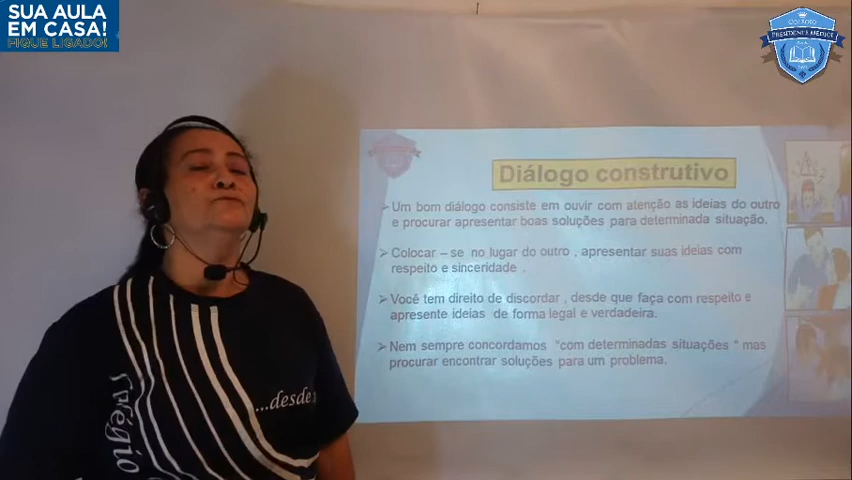 SUA AULA
EM CASA!
FIQUE LIGADO!
COLÉGIO
PRESIDENTE MÉDICI
Diálogo construtivo
➢ Um bom diálogo consiste em ouvir com atenção as ideias do outro
e procurar apresentar boas soluções para determinada situação.
➢ Colocar – se no lugar do outro , apresentar suas ideias com
respeito e sinceridade .
➢ Você tem direito de discordar , desde que faça com respeito e
apresente ideias de forma legal e verdadeira.
➢ Nem sempre concordamos "com determinadas situações " mas
procurar encontrar soluções para um problema.
...desde